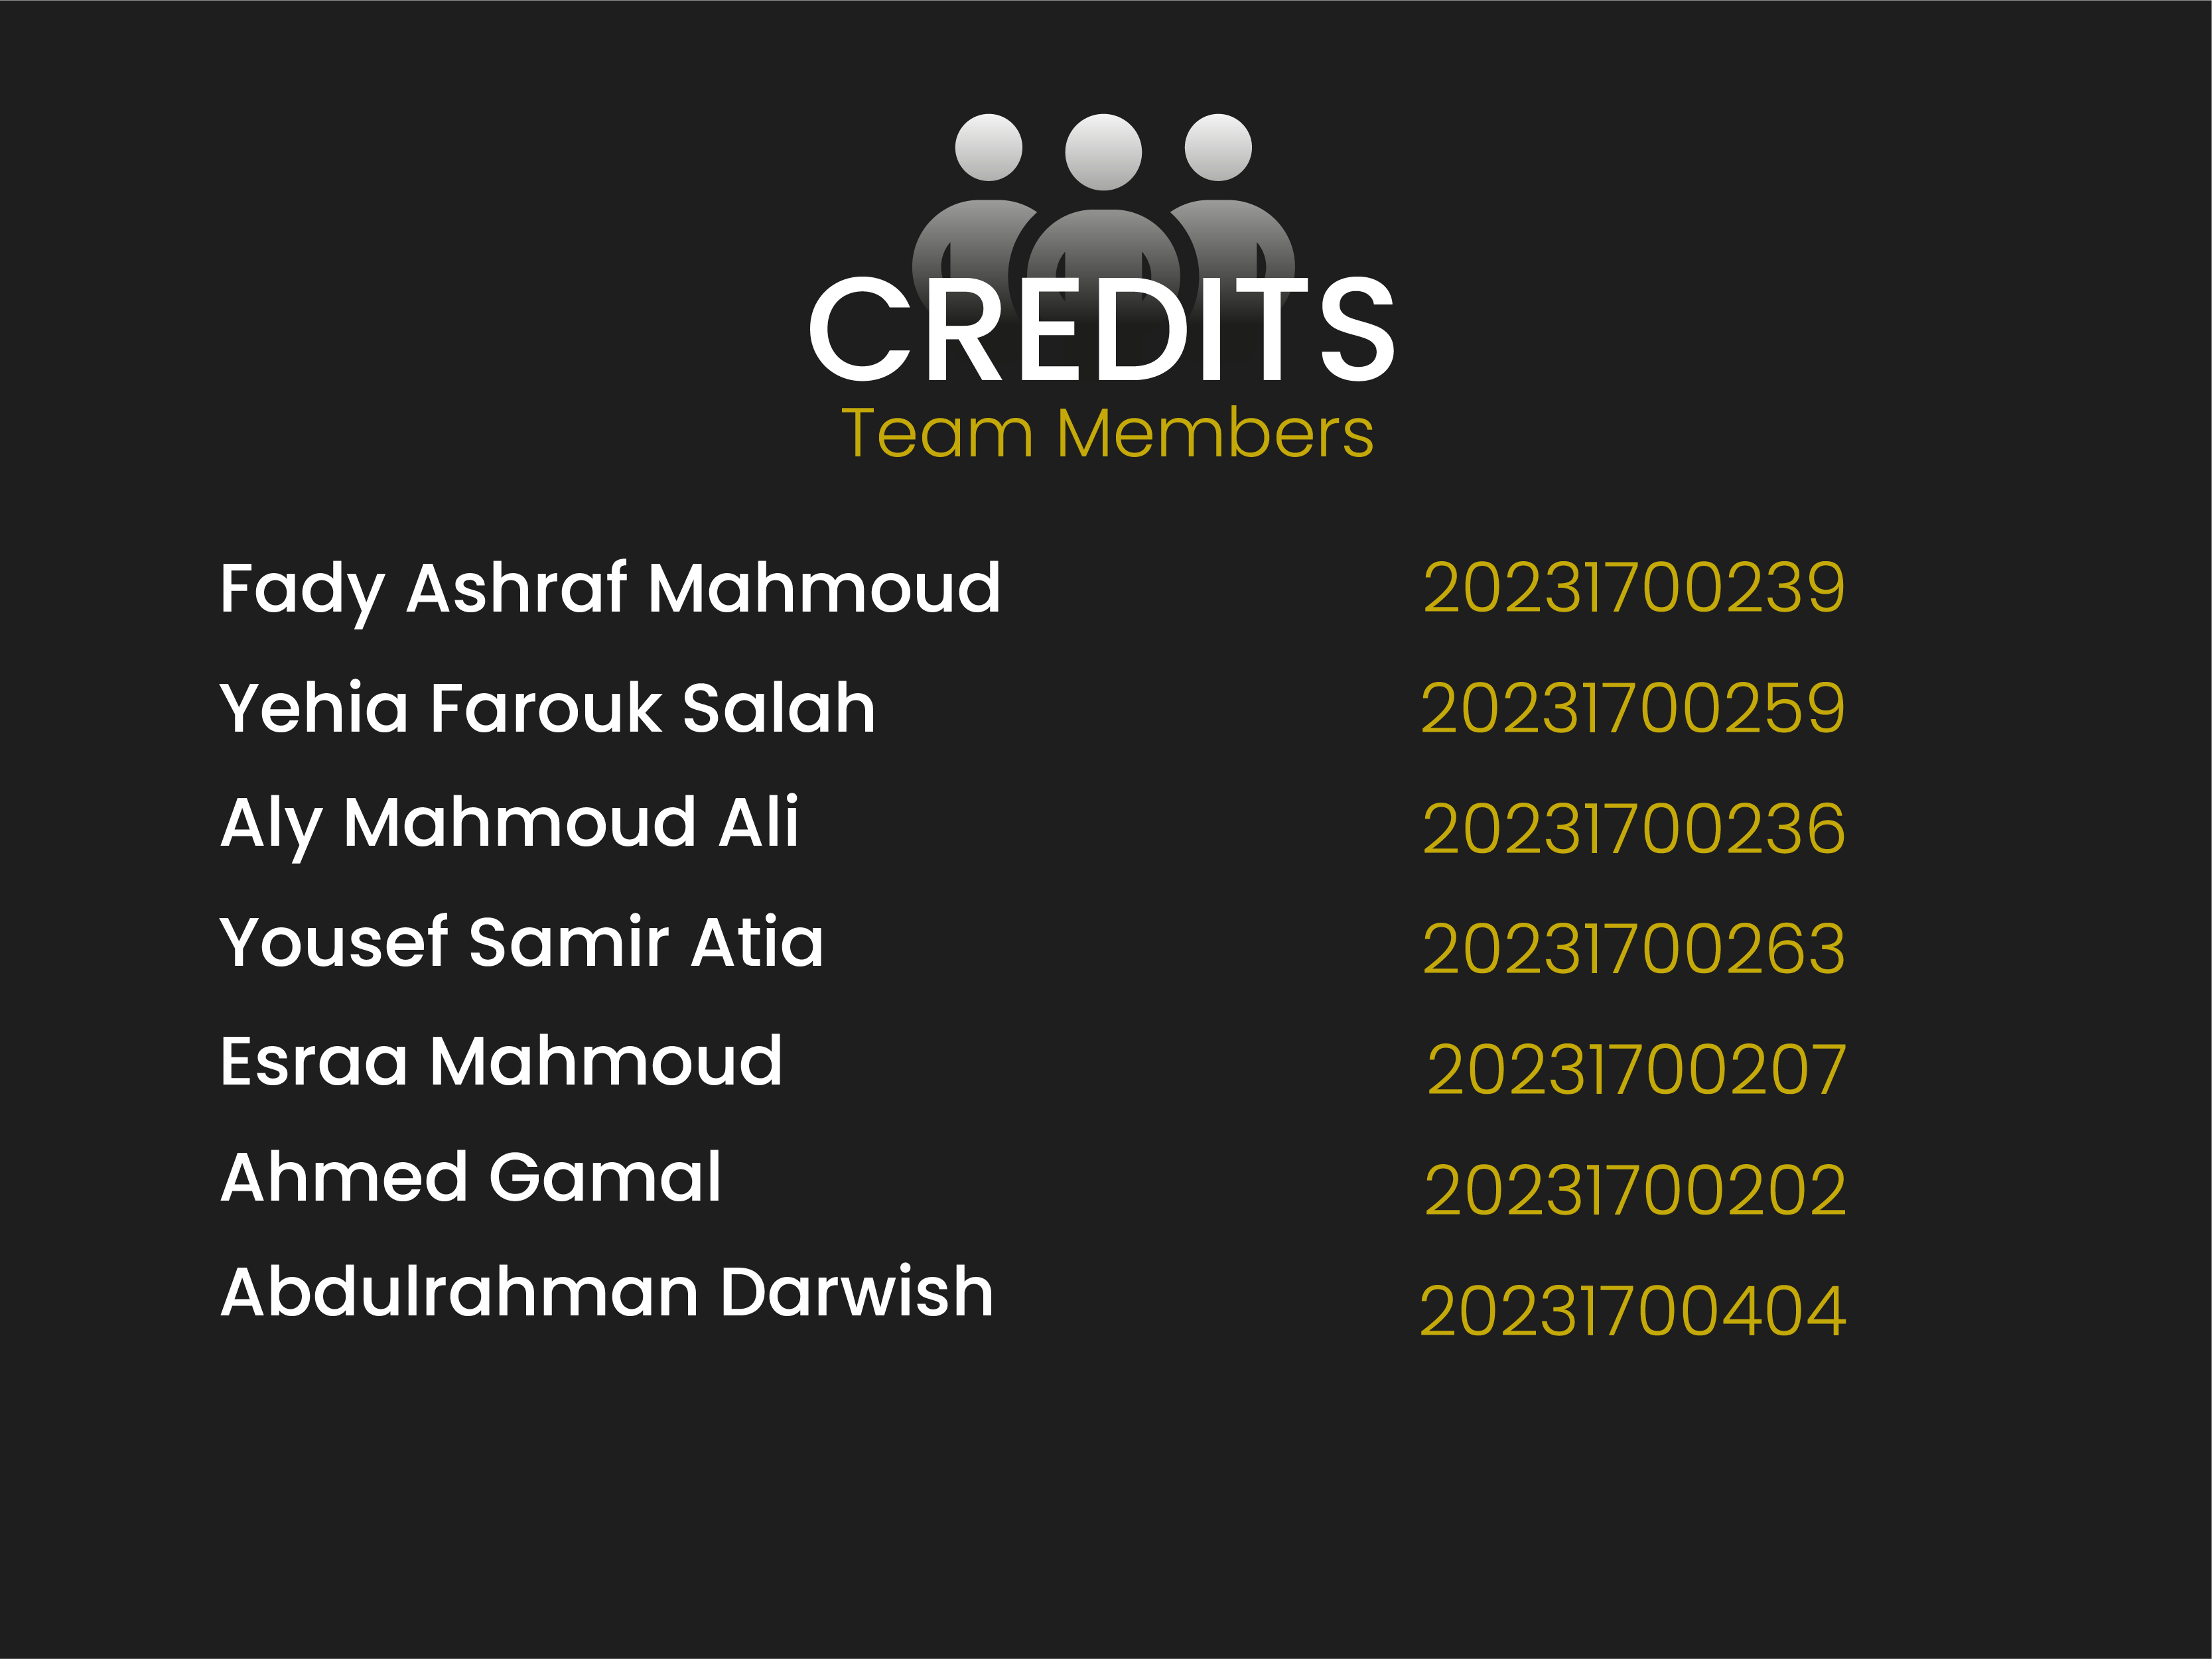 CREDITS
Team Members
Fady Ashraf Mahmoud 20231700239
Yehia Farouk Salah 20231700259
Aly Mahmoud Ali 20231700236
Yousef Samir Atia 20231700263
Esraa Mahmoud 20231700207
Ahmed Gamal 20231700202
Abdulrahman Darwish 20231700404